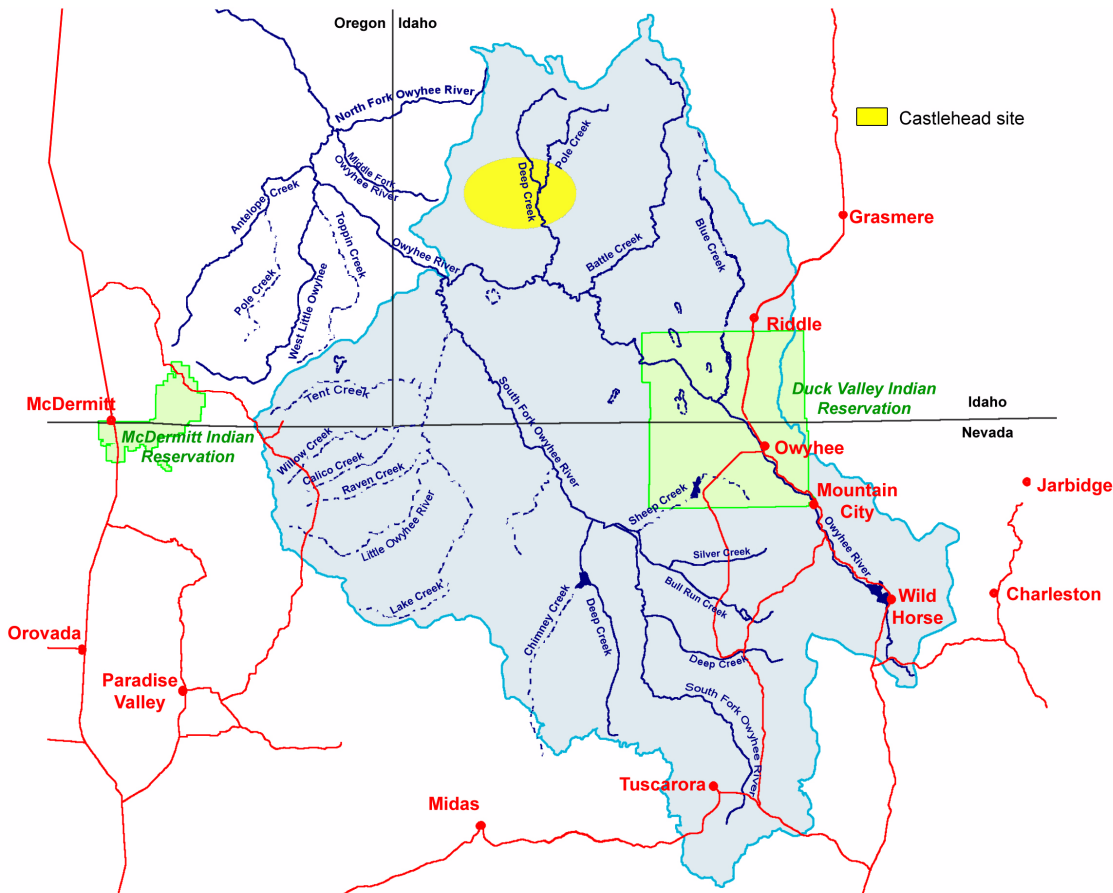 Oregon
Idaho
North Fork Owyhee River
Castlehead site
Pole Creek
Middle Fork
Owyhee River
Deep Creek
Antelope Creek
Grasmere
Toppin Creek
Owyhee River
Blue Creek
Battle Creek
Pole Creek
West Little Owyhee
Riddle
Duck Valley Indian
Reservation
Tent Creek
McDermitt
Idaho
South Fork Owyhee River
McDermitt Indian
Reservation
Nevada
Willow Creek
Owyhee
Calico Creek
Raven Creek
Jarbidge
Mountain
City
Sheep Creek
Little Owyhee River
Owyhee River
Silver Creek
Bull Run Creek
Lake Creek
Wild
Horse
Charleston
Chimney Creek
Deep Creek
Orovada
Deep Creek
Paradise
Valley
South Fork Owyhee River
Tuscarora
Midas